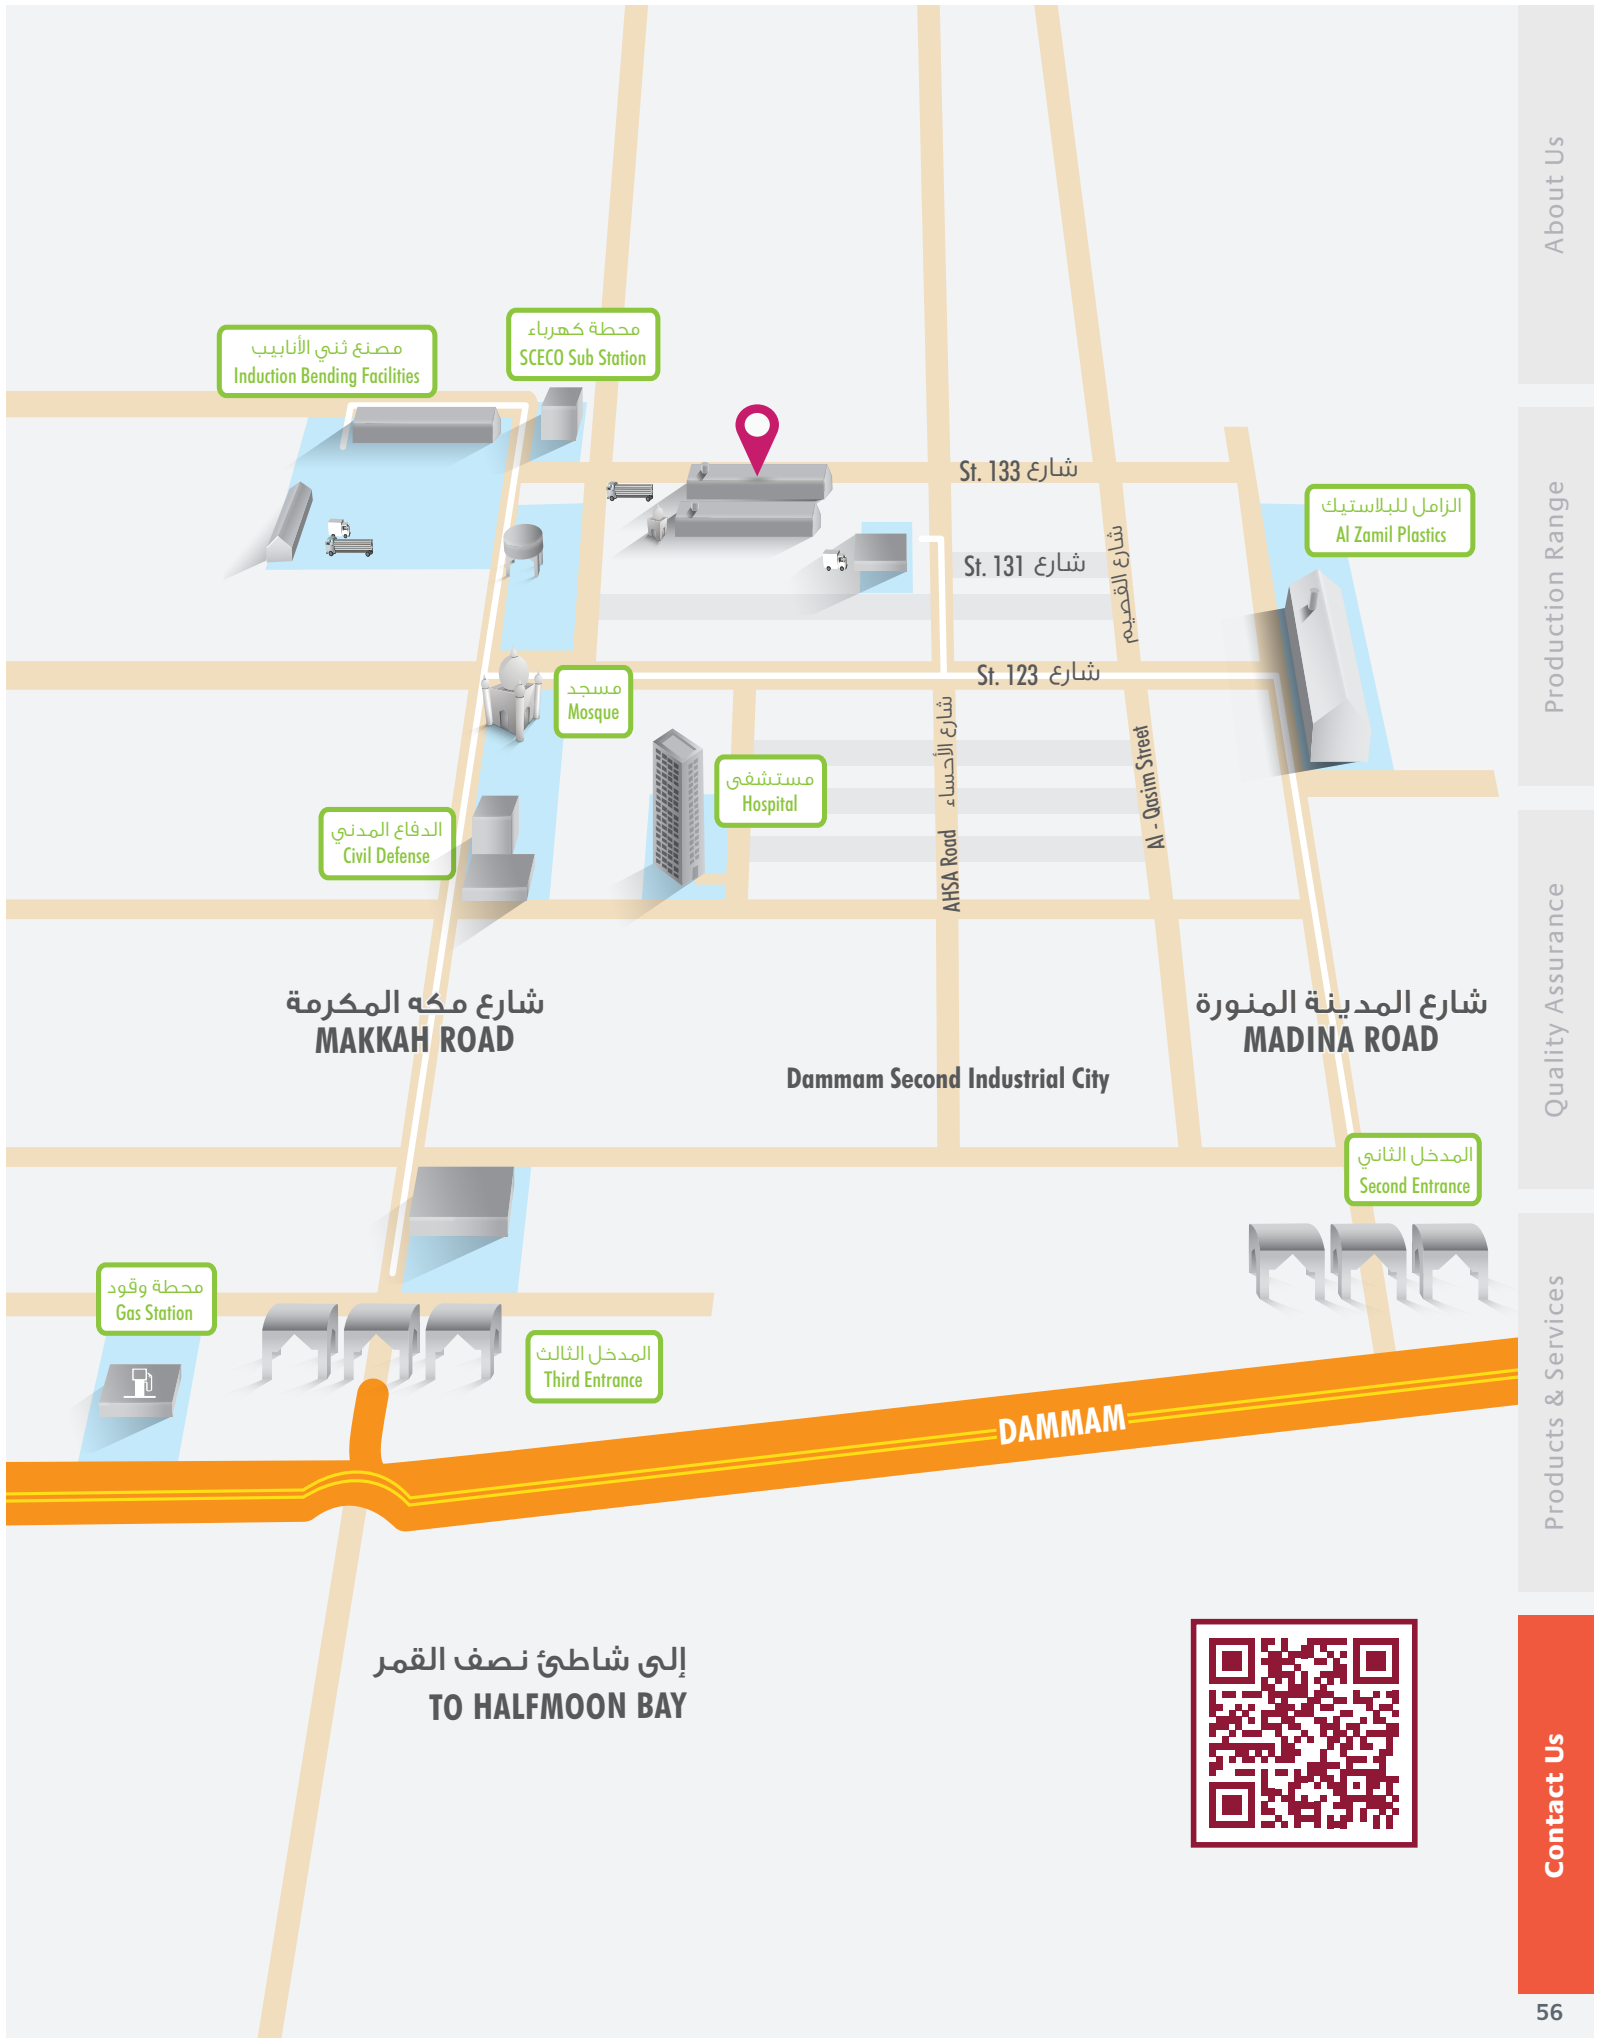 محطة كهرباء
SCECO Sub Station
مصنع ثني الأنابيب
Induction Bending Facilities
St. 133 شارع
الزامل للبلاستيك
Al Zamil Plastics
St. 131 شارع
شارع القصيم
St. 123 شارع
مسجد
Mosque
شارع الأحساء
AHSA Road
Al - Qasim Street
مستشفى
Hospital
الدفاع المدني
Civil Defense
شارع مكه المكرمة
MAKKAH ROAD
شارع المدينة المنورة
MADINA ROAD
Dammam Second Industrial City
المدخل الثاني
Second Entrance
محطة وقود
Gas Station
المدخل الثالث
Third Entrance
DAMMAM
إلى شاطئ نصف القمر
TO HALFMOON BAY
About Us
Production Range
Quality Assurance
Products & Services
Contact Us
56